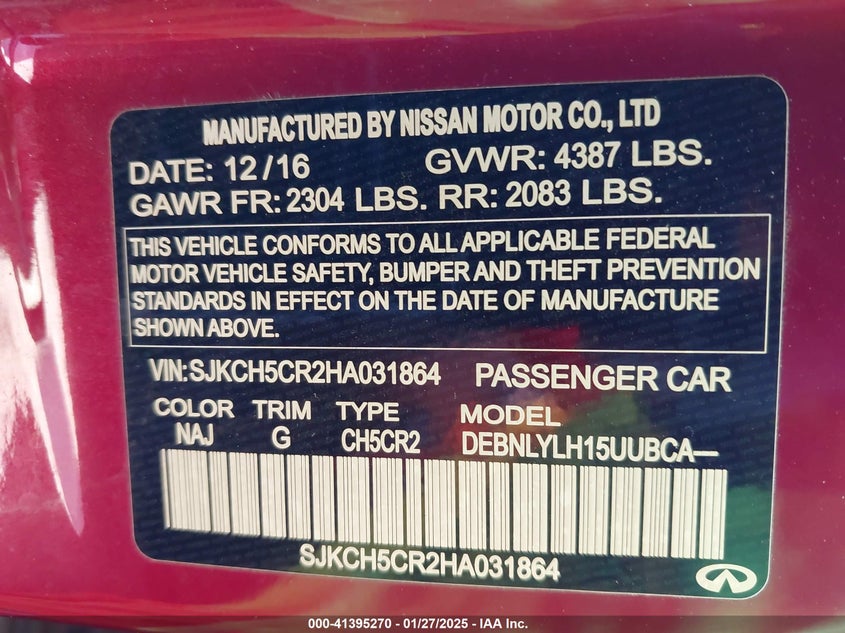 MANUFACTURED BY NISSAN MOTOR CO., LTD
DATE: 12/16 GVWR: 4387 LBS.
GAWR FR: 2304 LBS. RR: 2083 LBS.
THIS VEHICLE CONFORMS TO ALL APPLICABLE FEDERAL
MOTOR VEHICLE SAFETY, BUMPER AND THEFT PREVENTION
STANDARDS IN EFFECT ON THE DATE OF MANUFACTURE
SHOWN ABOVE.
VIN:SJKCH5CR2HA031864 PASSENGER CAR
COLOR TRIM TYPE MODEL
NAJ G CH5CR2 DEBNLYLH15UUBCA—
SJKCH5CR2HA031864
000-41395270 - 01/27/2025 - IAA Inc.